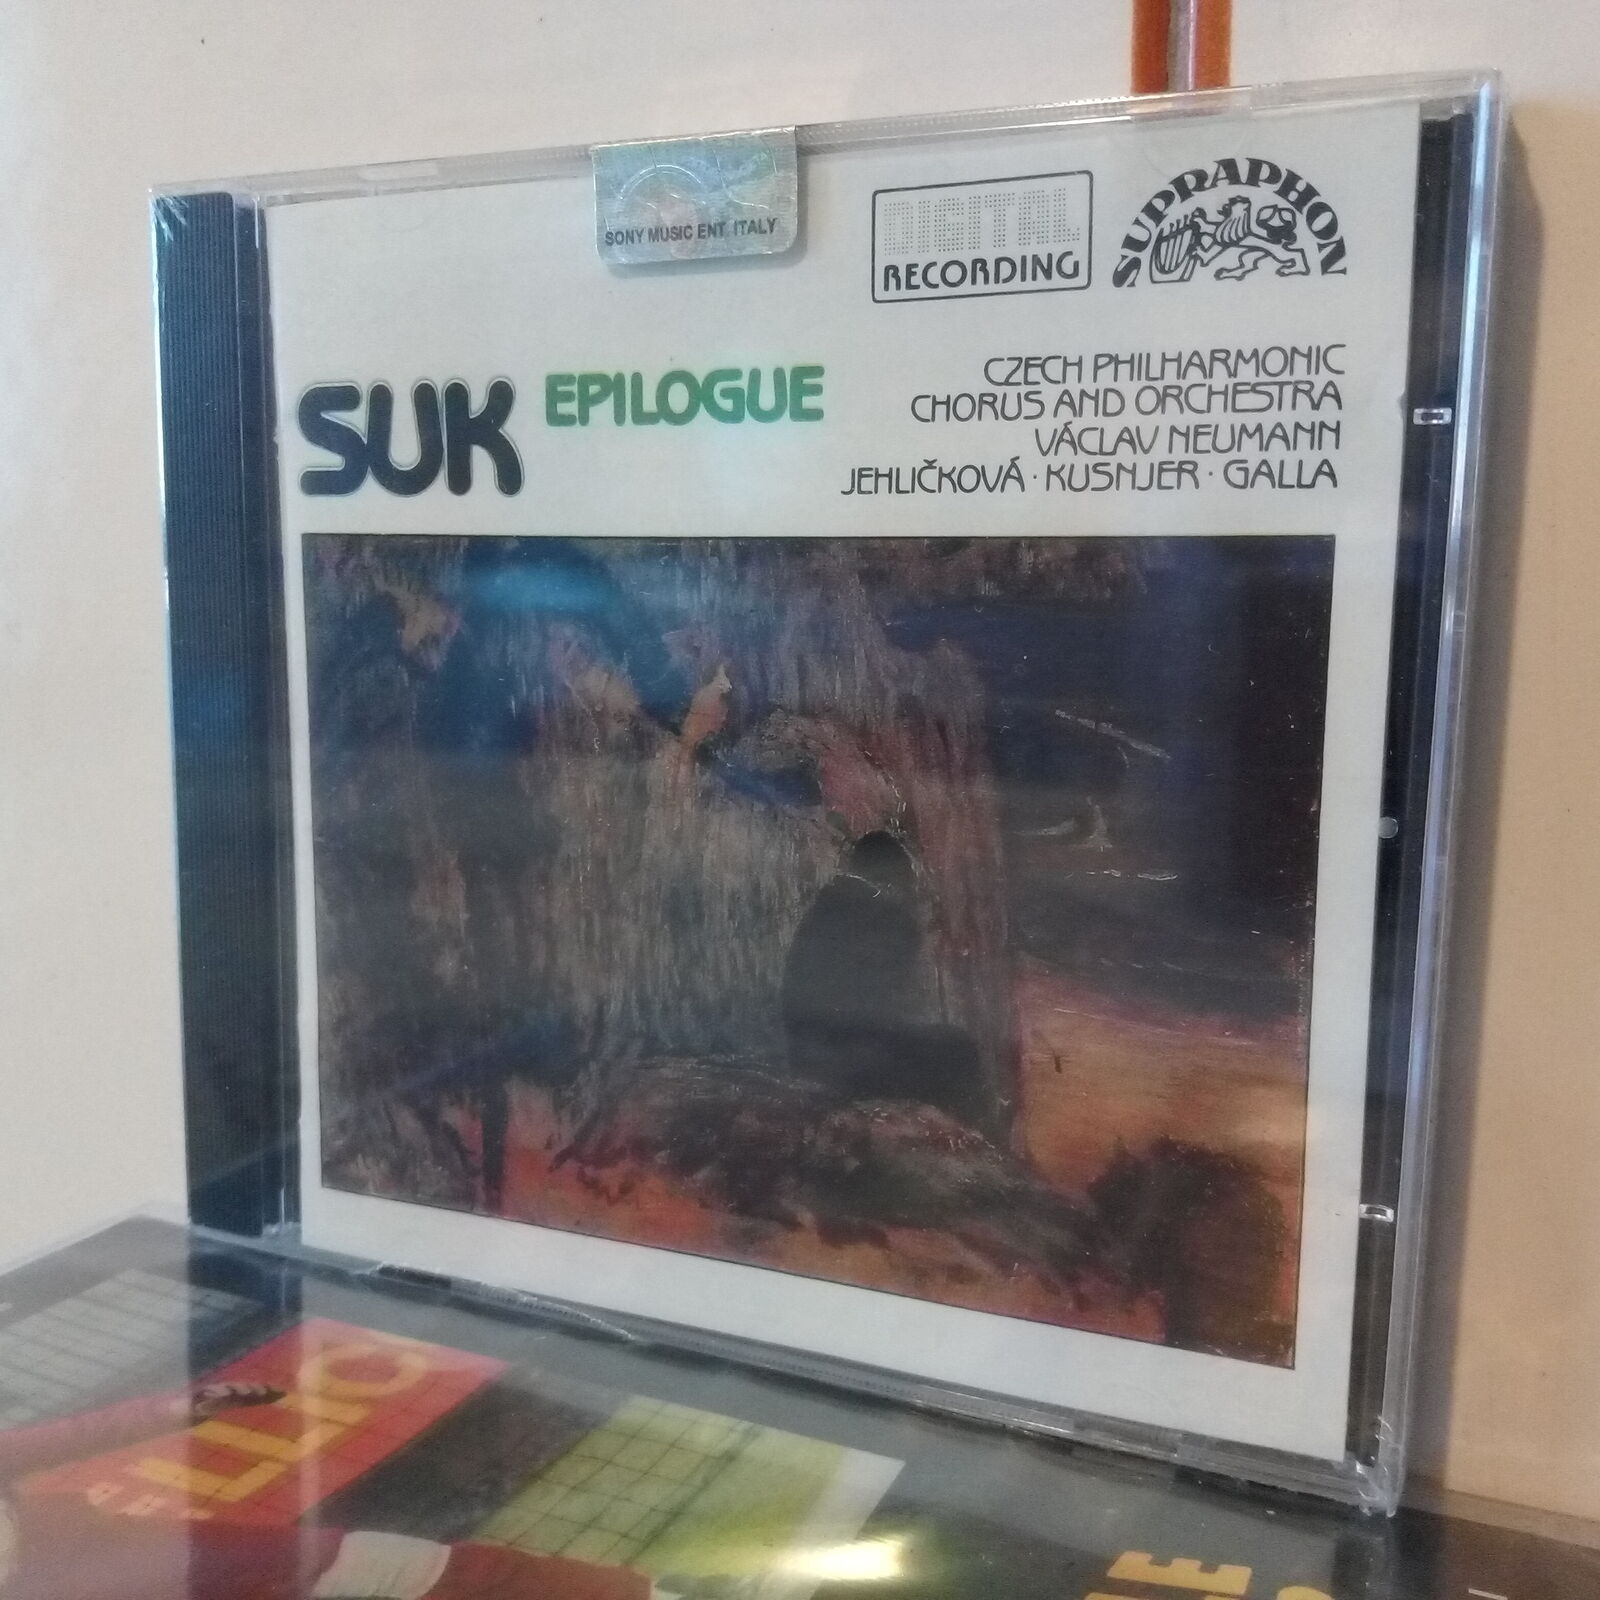 SONY MUSIC ENT. ITALY
DIGITAL
RECORDING
SUPRAPHON
SUK
EPILOGUE
CZECH PHILHARMONIC
CHORUS AND ORCHESTRA
VÁCLAV NEUMANN
JEHLIČKOVÁ · KUSNJER · GALLA